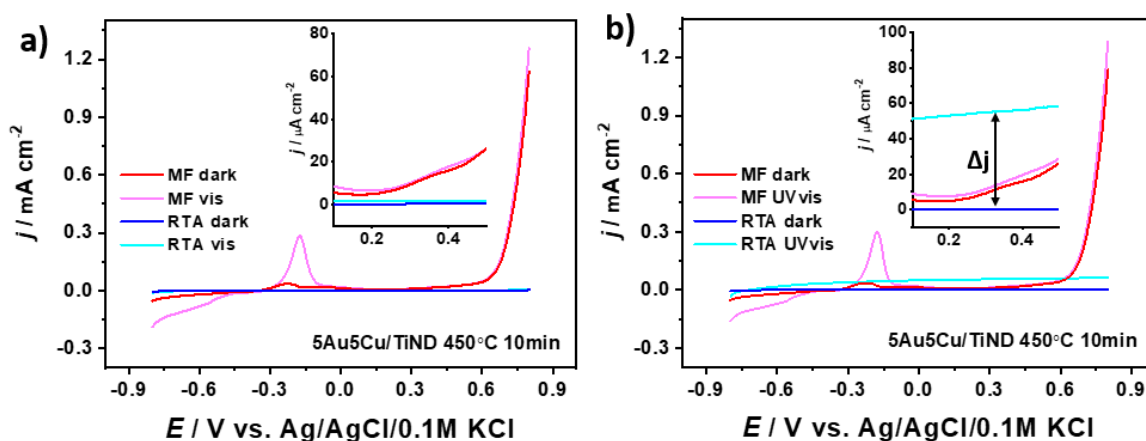 a)
j / mA cm-2
1.2
0.9
0.6
0.3
0.0
-0.3
-0.9
-0.6
-0.3
0.0
0.3
0.6
0.9
E / V vs. Ag/AgCl/0.1M KCl
MF dark
MF vis
RTA dark
RTA vis
5Au5Cu/TiND 450°C 10min
j / µA cm-2
80
60
40
20
0
0.2
0.4
b)
j / mA cm-2
1.2
0.9
0.6
0.3
0.0
-0.3
-0.9
-0.6
-0.3
0.0
0.3
0.6
0.9
E / V vs. Ag/AgCl/0.1M KCl
MF dark
MF UVvis
RTA dark
RTA UVvis
5Au5Cu/TiND 450°C 10min
j / µA cm-2
100
80
60
40
20
0
0.2
0.4
Δj